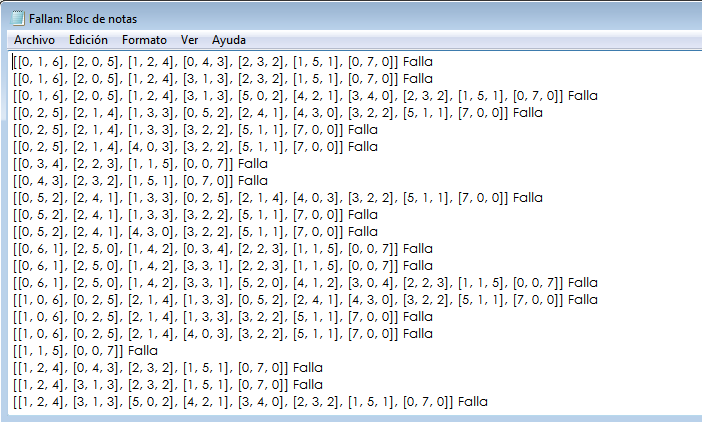 Fallan: Bloc de notas
Archivo Edición Formato Ver Ayuda
[[0, 1, 6], [2, 0, 5], [1, 2, 4], [0, 4, 3], [2, 3, 2], [1, 5, 1], [0, 7, 0]] Falla
[[0, 1, 6], [2, 0, 5], [1, 2, 4], [3, 1, 3], [2, 3, 2], [1, 5, 1], [0, 7, 0]] Falla
[[0, 1, 6], [2, 0, 5], [1, 2, 4], [3, 1, 3], [5, 0, 2], [4, 2, 1], [3, 4, 0], [2, 3, 2], [1, 5, 1], [0, 7, 0]] Falla
[[0, 2, 5], [2, 1, 4], [1, 3, 3], [0, 5, 2], [2, 4, 1], [4, 3, 0], [3, 2, 2], [5, 1, 1], [7, 0, 0]] Falla
[[0, 2, 5], [2, 1, 4], [1, 3, 3], [3, 2, 2], [5, 1, 1], [7, 0, 0]] Falla
[[0, 2, 5], [2, 1, 4], [4, 0, 3], [3, 2, 2], [5, 1, 1], [7, 0, 0]] Falla
[[0, 3, 4], [2, 2, 3], [1, 1, 5], [0, 0, 7]] Falla
[[0, 4, 3], [2, 3, 2], [1, 5, 1], [0, 7, 0]] Falla
[[0, 5, 2], [2, 4, 1], [1, 3, 3], [0, 2, 5], [2, 1, 4], [4, 0, 3], [3, 2, 2], [5, 1, 1], [7, 0, 0]] Falla
[[0, 5, 2], [2, 4, 1], [1, 3, 3], [3, 2, 2], [5, 1, 1], [7, 0, 0]] Falla
[[0, 5, 2], [2, 4, 1], [4, 3, 0], [3, 2, 2], [5, 1, 1], [7, 0, 0]] Falla
[[0, 6, 1], [2, 5, 0], [1, 4, 2], [0, 3, 4], [2, 2, 3], [1, 1, 5], [0, 0, 7]] Falla
[[0, 6, 1], [2, 5, 0], [1, 4, 2], [3, 3, 1], [2, 2, 3], [1, 1, 5], [0, 0, 7]] Falla
[[0, 6, 1], [2, 5, 0], [1, 4, 2], [3, 3, 1], [5, 2, 0], [4, 1, 2], [3, 0, 4], [2, 2, 3], [1, 1, 5], [0, 0, 7]] Falla
[[1, 0, 6], [0, 2, 5], [2, 1, 4], [1, 3, 3], [0, 5, 2], [2, 4, 1], [4, 3, 0], [3, 2, 2], [5, 1, 1], [7, 0, 0]] Falla
[[1, 0, 6], [0, 2, 5], [2, 1, 4], [1, 3, 3], [3, 2, 2], [5, 1, 1], [7, 0, 0]] Falla
[[1, 0, 6], [0, 2, 5], [2, 1, 4], [4, 0, 3], [3, 2, 2], [5, 1, 1], [7, 0, 0]] Falla
[[1, 1, 5], [0, 0, 7]] Falla
[[1, 2, 4], [0, 4, 3], [2, 3, 2], [1, 5, 1], [0, 7, 0]] Falla
[[1, 2, 4], [3, 1, 3], [2, 3, 2], [1, 5, 1], [0, 7, 0]] Falla
[[1, 2, 4], [3, 1, 3], [5, 0, 2], [4, 2, 1], [3, 4, 0], [2, 3, 2], [1, 5, 1], [0, 7, 0]] Falla